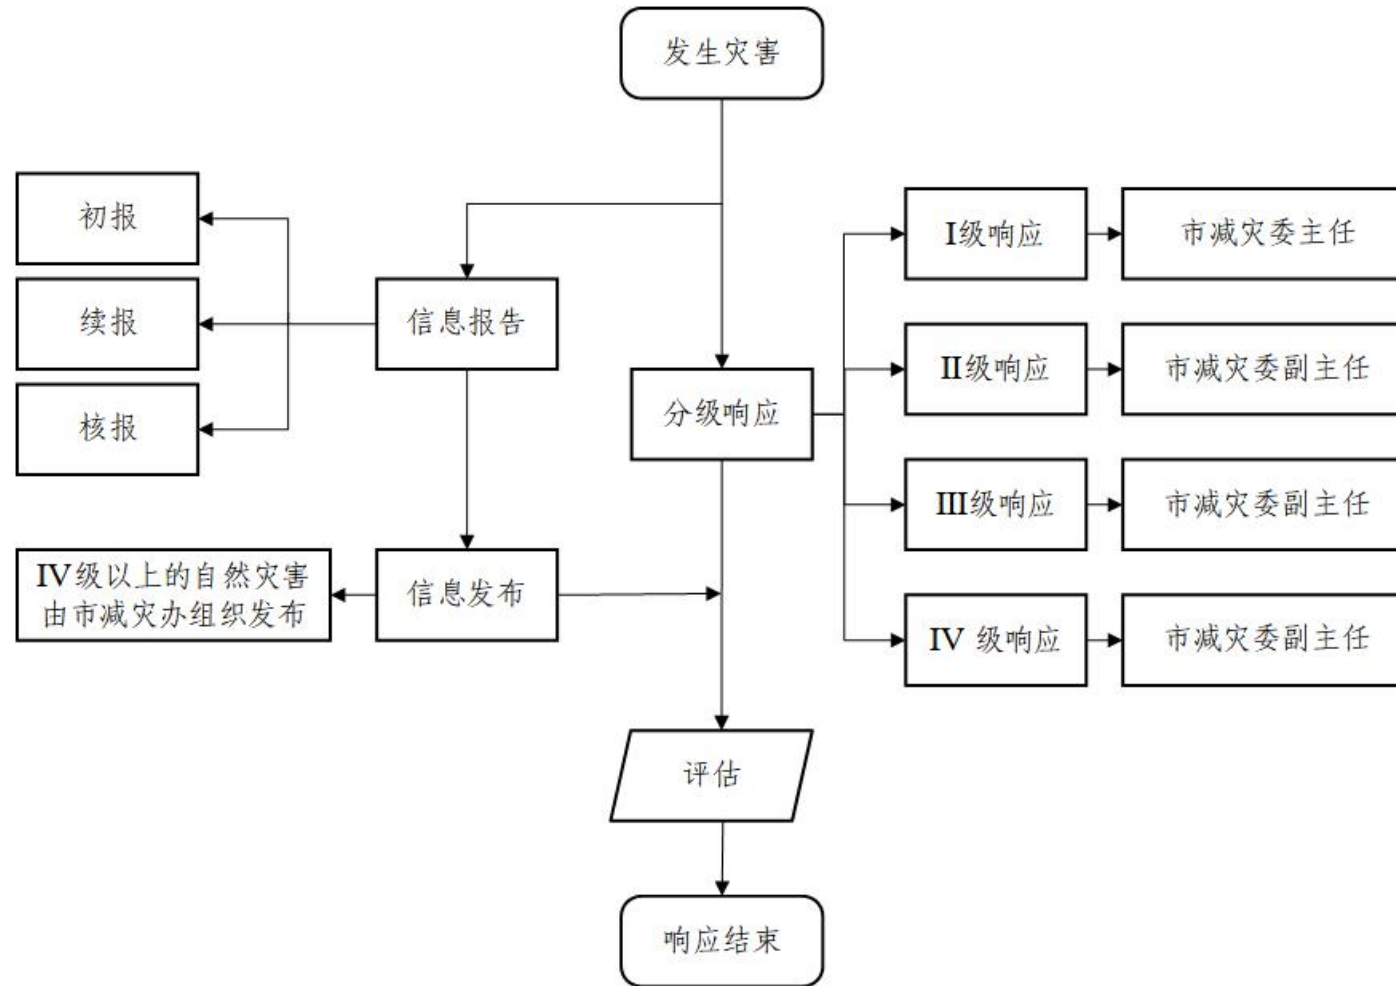 发生灾害
初报
续报
核报
信息报告
分级响应
I级响应
市减灾委主任
II级响应
市减灾委副主任
III级响应
市减灾委副主任
IV 级响应
市减灾委副主任
IV级以上的自然灾害
由市减灾办组织发布
信息发布
评估
响应结束